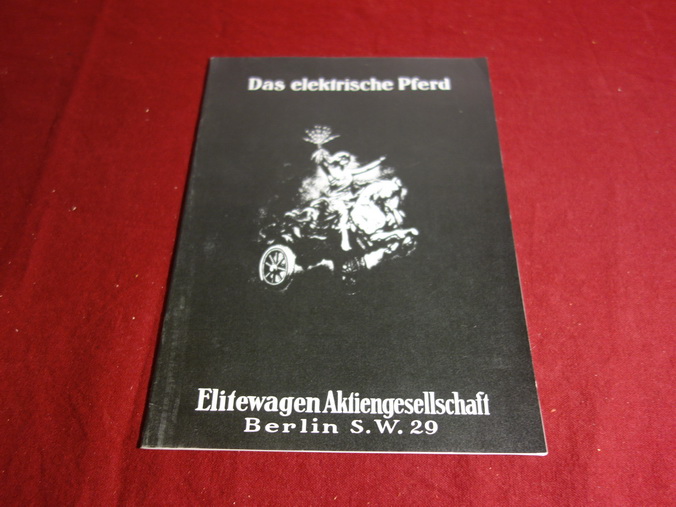 Das elektrische Pferd
Elitewagen Aktiengesellschaft
Berlin S.W. 29